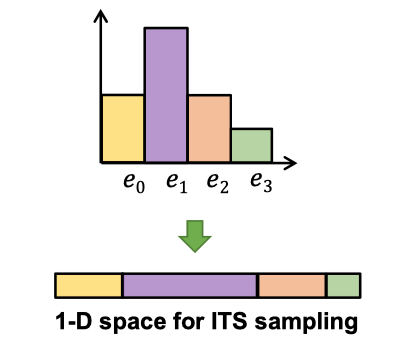 e0 e1 e2 e3
1-D space for ITS sampling